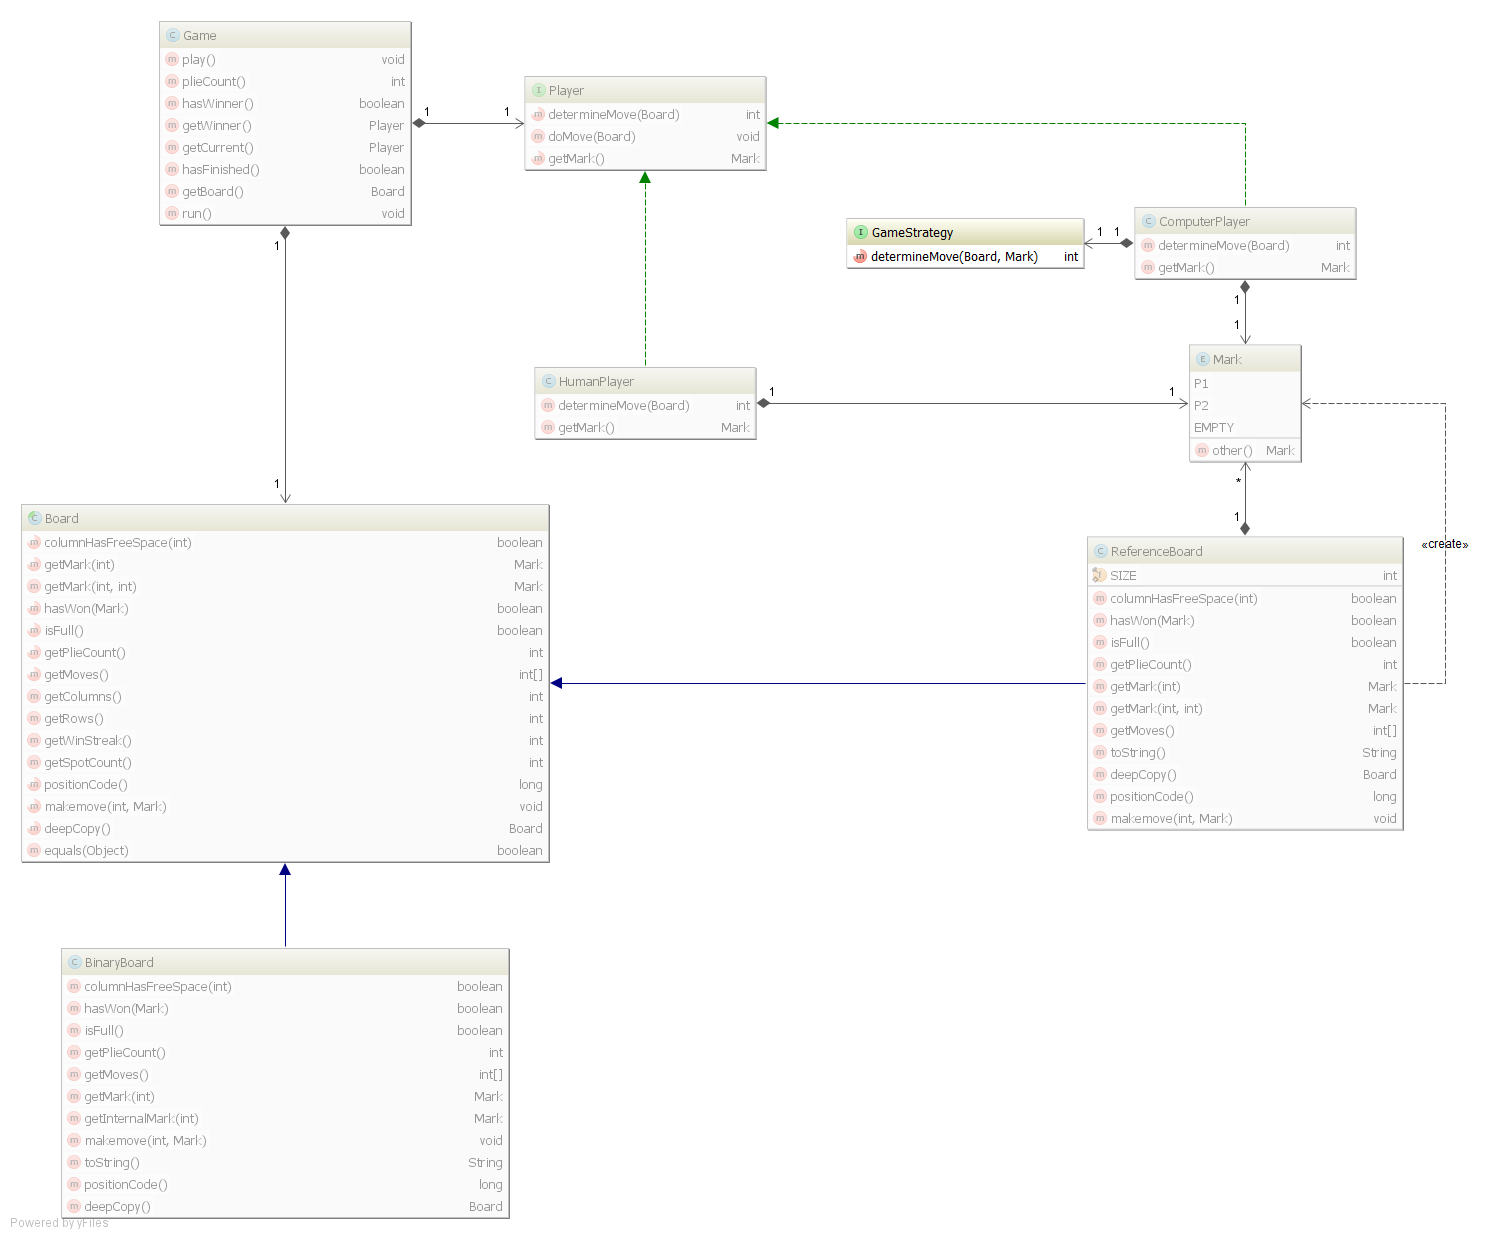 Game
play() void
plieCount() int
hasWinner() boolean
getWinner() Player
getCurrent() Player
hasFinished() boolean
getBoard() Board
run() void
1 1
1
1
Player
determineMove(Board) int
doMove(Board) void
getMark() Mark
GameStrategy
determineMove(Board, Mark) int
1 1
ComputerPlayer
determineMove(Board) int
getMark() Mark
1
1
HumanPlayer
determineMove(Board) int
getMark() Mark
1 1
Mark
P1
P2
EMPTY
other() Mark
*
1
«create»
Board
columnHasFreeSpace(int) boolean
getMark(int) Mark
getMark(int, int) Mark
hasWon(Mark) boolean
isFull() boolean
getPlieCount() int
getMoves() int[]
getColumns() int
getRows() int
getWinStreak() int
getSpotCount() int
positionCode() long
makemove(int, Mark) void
deepCopy() Board
equals(Object) boolean
ReferenceBoard
SIZE int
columnHasFreeSpace(int) boolean
hasWon(Mark) boolean
isFull() boolean
getPlieCount() int
getMark(int) Mark
getMark(int, int) Mark
getMoves() int[]
toString() String
deepCopy() Board
positionCode() long
makemove(int, Mark) void
BinaryBoard
columnHasFreeSpace(int) boolean
hasWon(Mark) boolean
isFull() boolean
getPlieCount() int
getMoves() int[]
getMark(int) Mark
getInternalMark(int) Mark
makemove(int, Mark) void
toString() String
positionCode() long
deepCopy() Board
Powered by yFiles